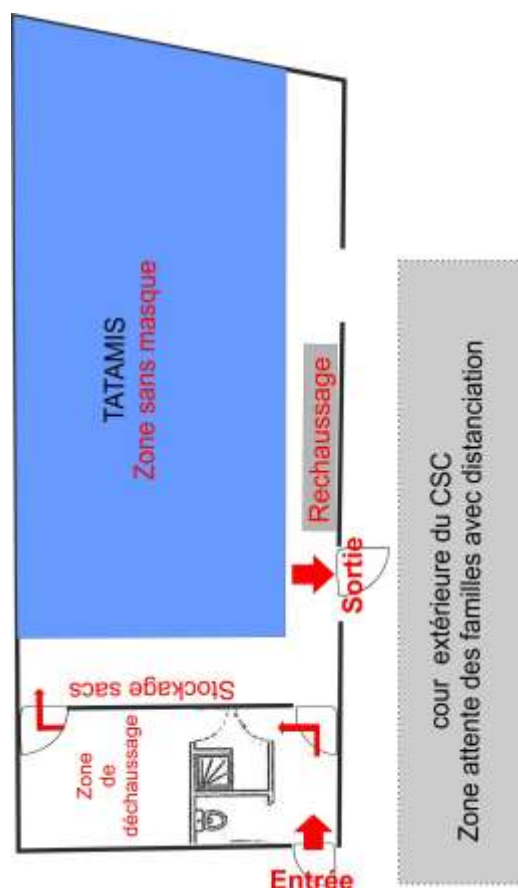 TATAMIS
Zone sans masque
Rechaussage
Sortie
Stockage sacs
Zone
de
déchaussage
Entrée
cour extérieure du CSC
Zone attente des familles avec distanciation